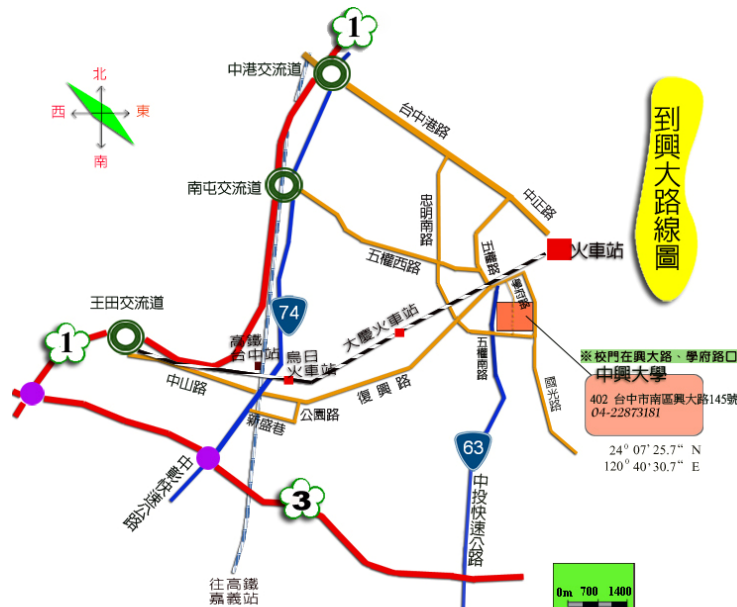 1
北
西
東
南
中港交流道
台中港路
到興大路線圖
南屯交流道
忠明南路
中正路
五權西路
五權路
學府路
火車站
王田交流道
74
大慶火車站
1
高鐵
台中站
烏日
火車站
中山路
復興路
五權南路
國光路
※校門在興大路、學府路口
中興大學
402 台中市南區興大路145號
04-22873181
24° 07'25.7“ N
120° 40'30.7“ E
公園路
新盛巷
63
中彰快速公路
3
中投快速公路
往高鐵
嘉義站
0m 700 1400